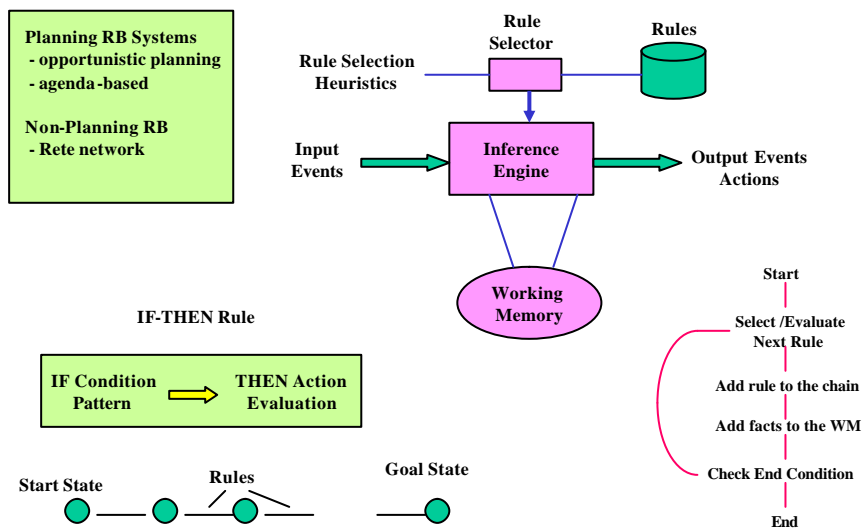 Planning RB Systems
- opportunistic planning
- agenda-based
Non-Planning RB
- Rete network
Rule
Selector
Rules
Rule Selection
Heuristics
Input
Events
Inference
Engine
Output Events
Actions
Working
Memory
IF-THEN Rule
IF Condition
Pattern
THEN Action
Evaluation
Start State
Rules
Goal State
Start
Select /Evaluate
Next Rule
Add rule to the chain
Add facts to the WM
Check End Condition
End